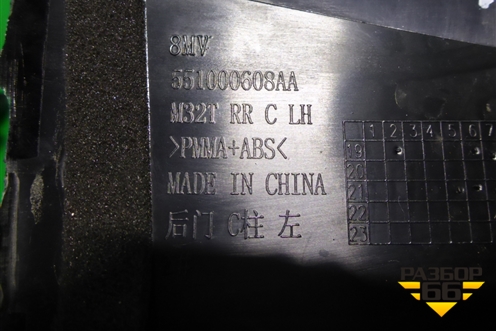 8MV
551000608AA
M32T RR C LH
>PMMA+ABS<
MADE IN CHINA
后门 C柱 左
1 2 3 4 5 6 7
19
20
21
22
23
РАЗБОР
66